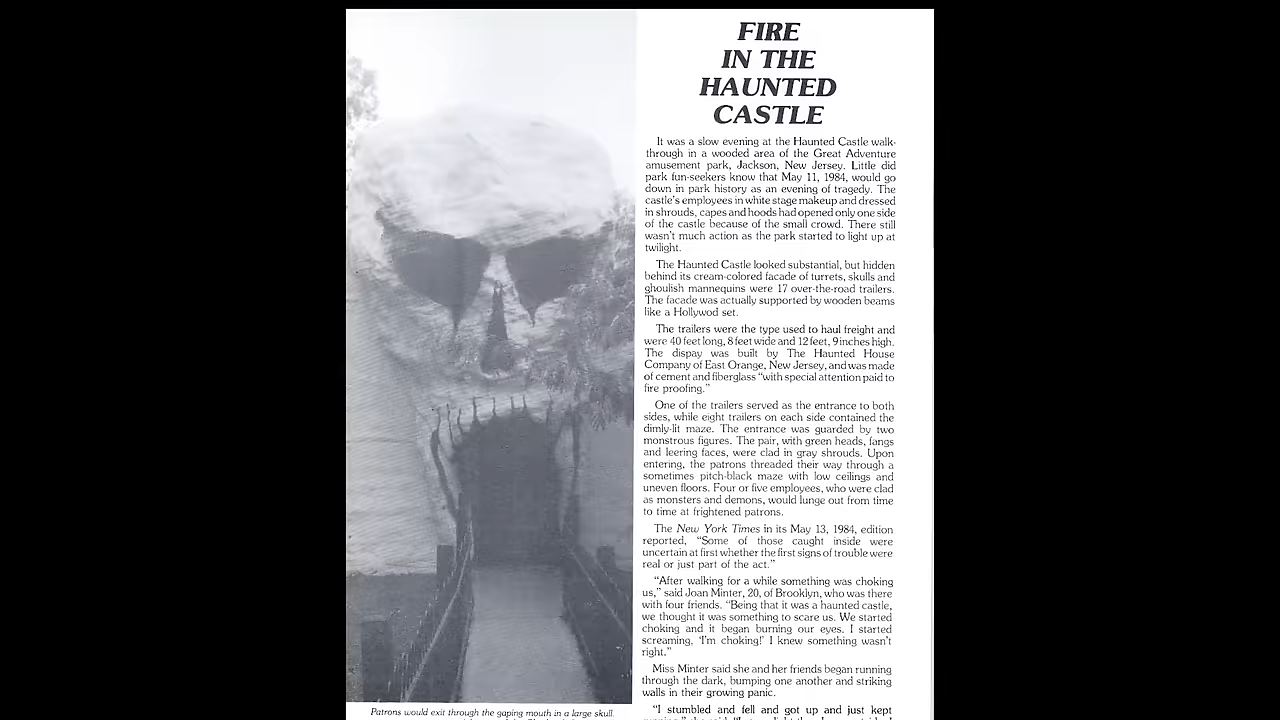 FIRE
IN THE
HAUNTED
CASTLE
It was a slow evening at the Haunted Castle walk-
through in a wooded area of the Great Adventure
amusement park, Jackson, New Jersey. Little did
park fun-seekers know that May 11, 1984, would go
down in park history as an evening of tragedy. The
castle's employees in white stage makeup and dressed
in shrouds, capes and hoods had opened only one side
of the castle because of the small crowd. There still
wasn't much action as the park started to light up at
twilight.
The Haunted Castle looked substantial, but hidden
behind its cream-colored facade of turrets, skulls and
ghoulish mannequins were 17 over-the-road trailers.
The facade was actually supported by wooden beams
like a Hollywod set.
The trailers were the type used to haul freight and
were 40 feet long, 8 feet wide and 12 feet, 9 inches high.
The dispay was built by The Haunted House
Company of East Orange, New Jersey, and was made
of cement and fiberglass "with special attention paid to
fire proofing."
One of the trailers served as the entrance to both
sides, while eight trailers on each side contained the
dimly-lit maze. The entrance was guarded by two
monstrous figures. The pair, with green heads, fangs
and leering faces, were clad in gray shrouds. Upon
entering, the patrons threaded their way through a
sometimes pitch-black maze with low ceilings and
uneven floors. Four or five employees, who were clad
as monsters and demons, would lunge out from time
to time at frightened patrons.
The New York Times in its May 13, 1984, edition
reported, "Some of those caught inside were
uncertain at first whether the first signs of trouble were
real or just part of the act."
"After walking for a while something was choking
us," said Joan Minter, 20, of Brooklyn, who was there
with four friends. "Being that it was a haunted castle,
we thought it was something to scare us. We started
choking and it began burning our eyes. I started
screaming, 'I'm choking!' I knew something wasn't
right."
Miss Minter said she and her friends began running
through the dark, bumping one another and striking
walls in their growing panic.
"I stumbled and fell and got up and just kept
Patrons would exit through the gaping mouth in a large skull.